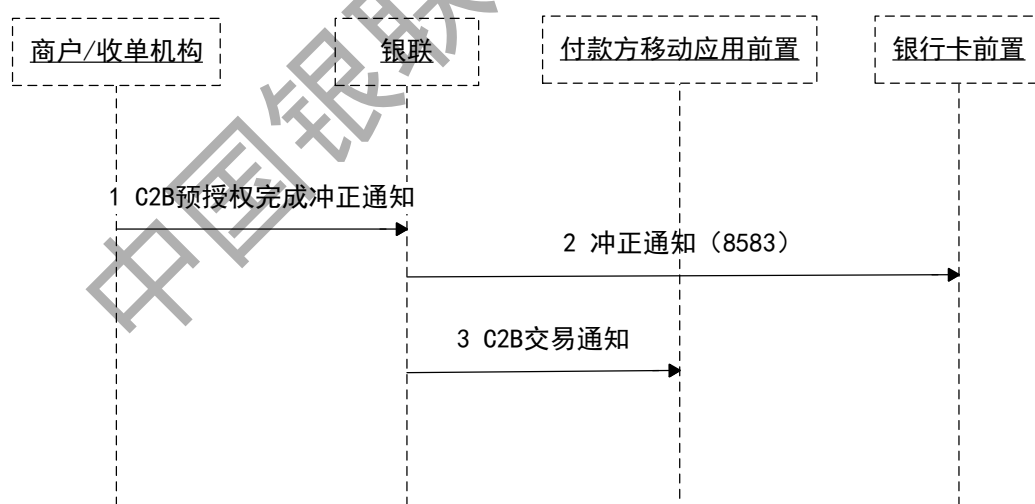 商户/收单机构
银联
付款方移动应用前置
银行卡前置
1 C2B预授权完成冲正通知
2 冲正通知（8583）
3 C2B交易通知
中国银联